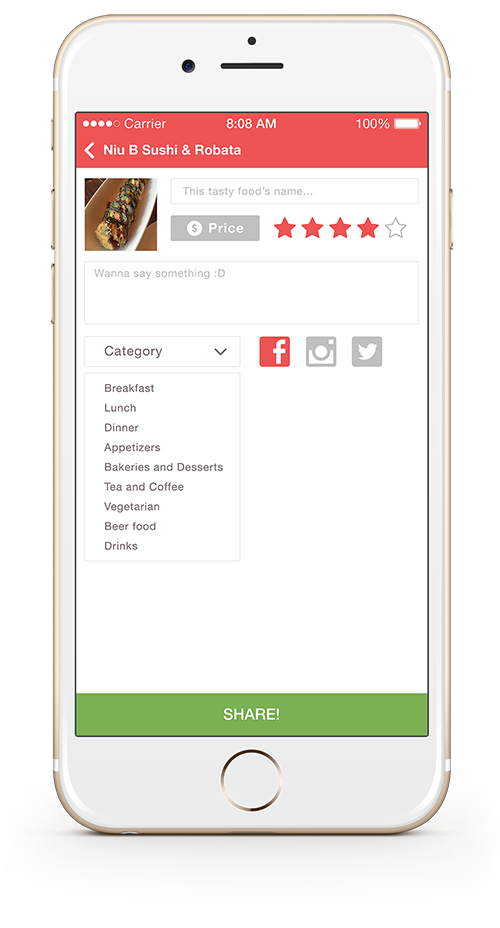 Carrier 8:08 AM 100%
Niu B Sushi & Robata
This tasty food's name...
$ Price
Wanna say something :D
Category
Breakfast
Lunch
Dinner
Appetizers
Bakeries and Desserts
Tea and Coffee
Vegetarian
Beer food
Drinks
SHARE!